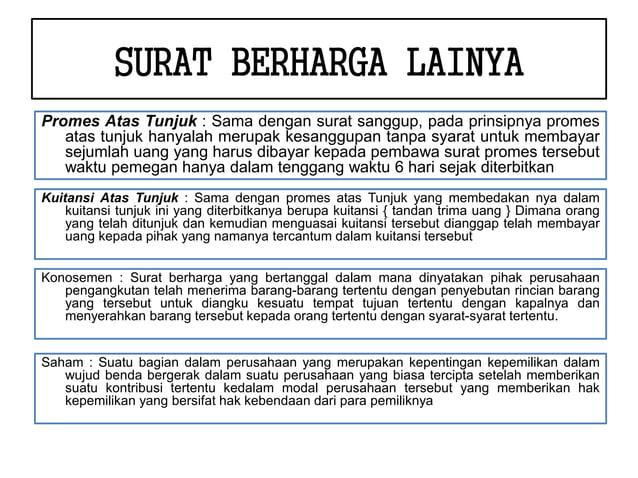 SURAT BERHARGA LAINYA
Promes Atas Tunjuk : Sama dengan surat sanggup, pada prinsipnya promes
atas tunjuk hanyalah merupak kesanggupan tanpa syarat untuk membayar
sejumlah uang yang harus dibayar kepada pembawa surat promes tersebut
waktu pemegan hanya dalam tenggang waktu 6 hari sejak diterbitkan
Kuitansi Atas Tunjuk : Sama dengan promes atas Tunjuk yang membedakan nya dalam
kuitansi tunjuk ini yang diterbitkanya berupa kuitansi { tandan trima uang } Dimana orang
yang telah ditunjuk dan kemudian menguasai kuitansi tersebut dianggap telah membayar
uang kepada pihak yang namanya tercantum dalam kuitansi tersebut
Konosemen : Surat berharga yang bertanggal dalam mana dinyatakan pihak perusahaan
pengangkutan telah menerima barang-barang tertentu dengan penyebutan rincian barang
yang tersebut untuk diangku kesuatu tempat tujuan tertentu dengan kapalnya dan
menyerahkan barang tersebut kepada orang tertentu dengan syarat-syarat tertentu.
Saham : Suatu bagian dalam perusahaan yang merupakan kepentingan kepemilikan dalam
wujud benda bergerak dalam suatu perusahaan yang biasa tercipta setelah memberikan
suatu kontribusi tertentu kedalam modal perusahaan tersebut yang memberikan hak
kepemilikan yang bersifat hak kebendaan dari para pemiliknya